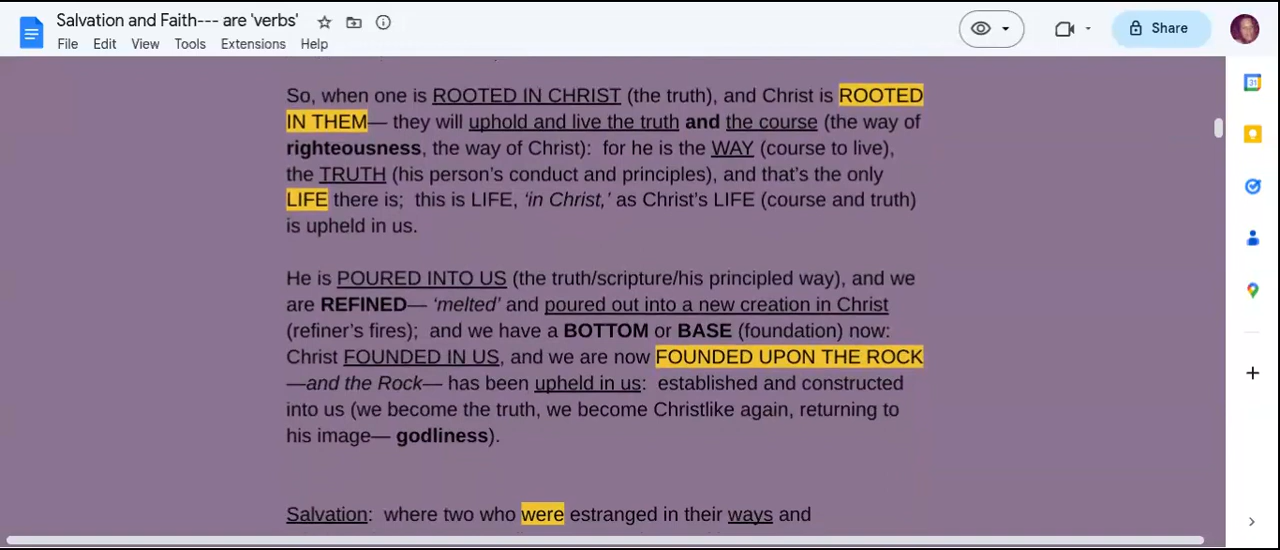 Salvation and Faith--- are 'verbs'
File Edit View Tools Extensions Help
Share
31
So, when one is ROOTED IN CHRIST (the truth), and Christ is ROOTED
IN THEM— they will uphold and live the truth and the course (the way of
righteousness, the way of Christ):  for he is the WAY (course to live),
the TRUTH (his person’s conduct and principles), and that’s the only
LIFE there is;  this is LIFE, ‘in Christ,’ as Christ’s LIFE (course and truth)
is upheld in us.
He is POURED INTO US (the truth/scripture/his principled way), and we
are REFINED— ‘melted’ and poured out into a new creation in Christ
(refiner’s fires);  and we have a BOTTOM or BASE (foundation) now:
Christ FOUNDED IN US, and we are now FOUNDED UPON THE ROCK
—and the Rock— has been upheld in us:  established and constructed
into us (we become the truth, we become Christlike again, returning to
his image— godliness).
Salvation:  where two who were estranged in their ways and